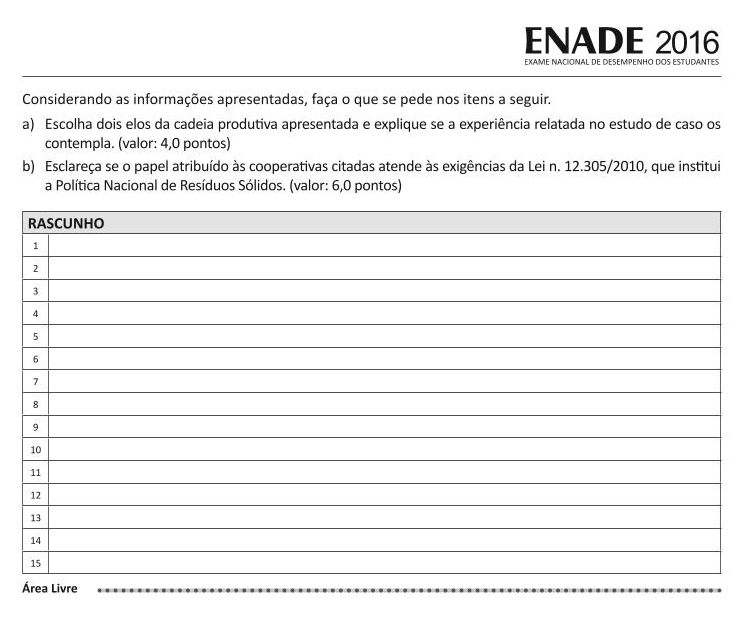 ENADE 2016
EXAME NACIONAL DE DESEMPENHO DOS ESTUDANTES
Considerando as informações apresentadas, faça o que se pede nos itens a seguir.
a) Escolha dois elos da cadeia produtiva apresentada e explique se a experiência relatada no estudo de caso os
contempla. (valor: 4,0 pontos)
b) Esclareça se o papel atribuído às cooperativas citadas atende às exigências da Lei n. 12.305/2010, que institui
a Política Nacional de Resíduos Sólidos. (valor: 6,0 pontos)
RASCUNHO
1
2
3
4
5
6
7
8
9
10
11
12
13
14
15
Área Livre